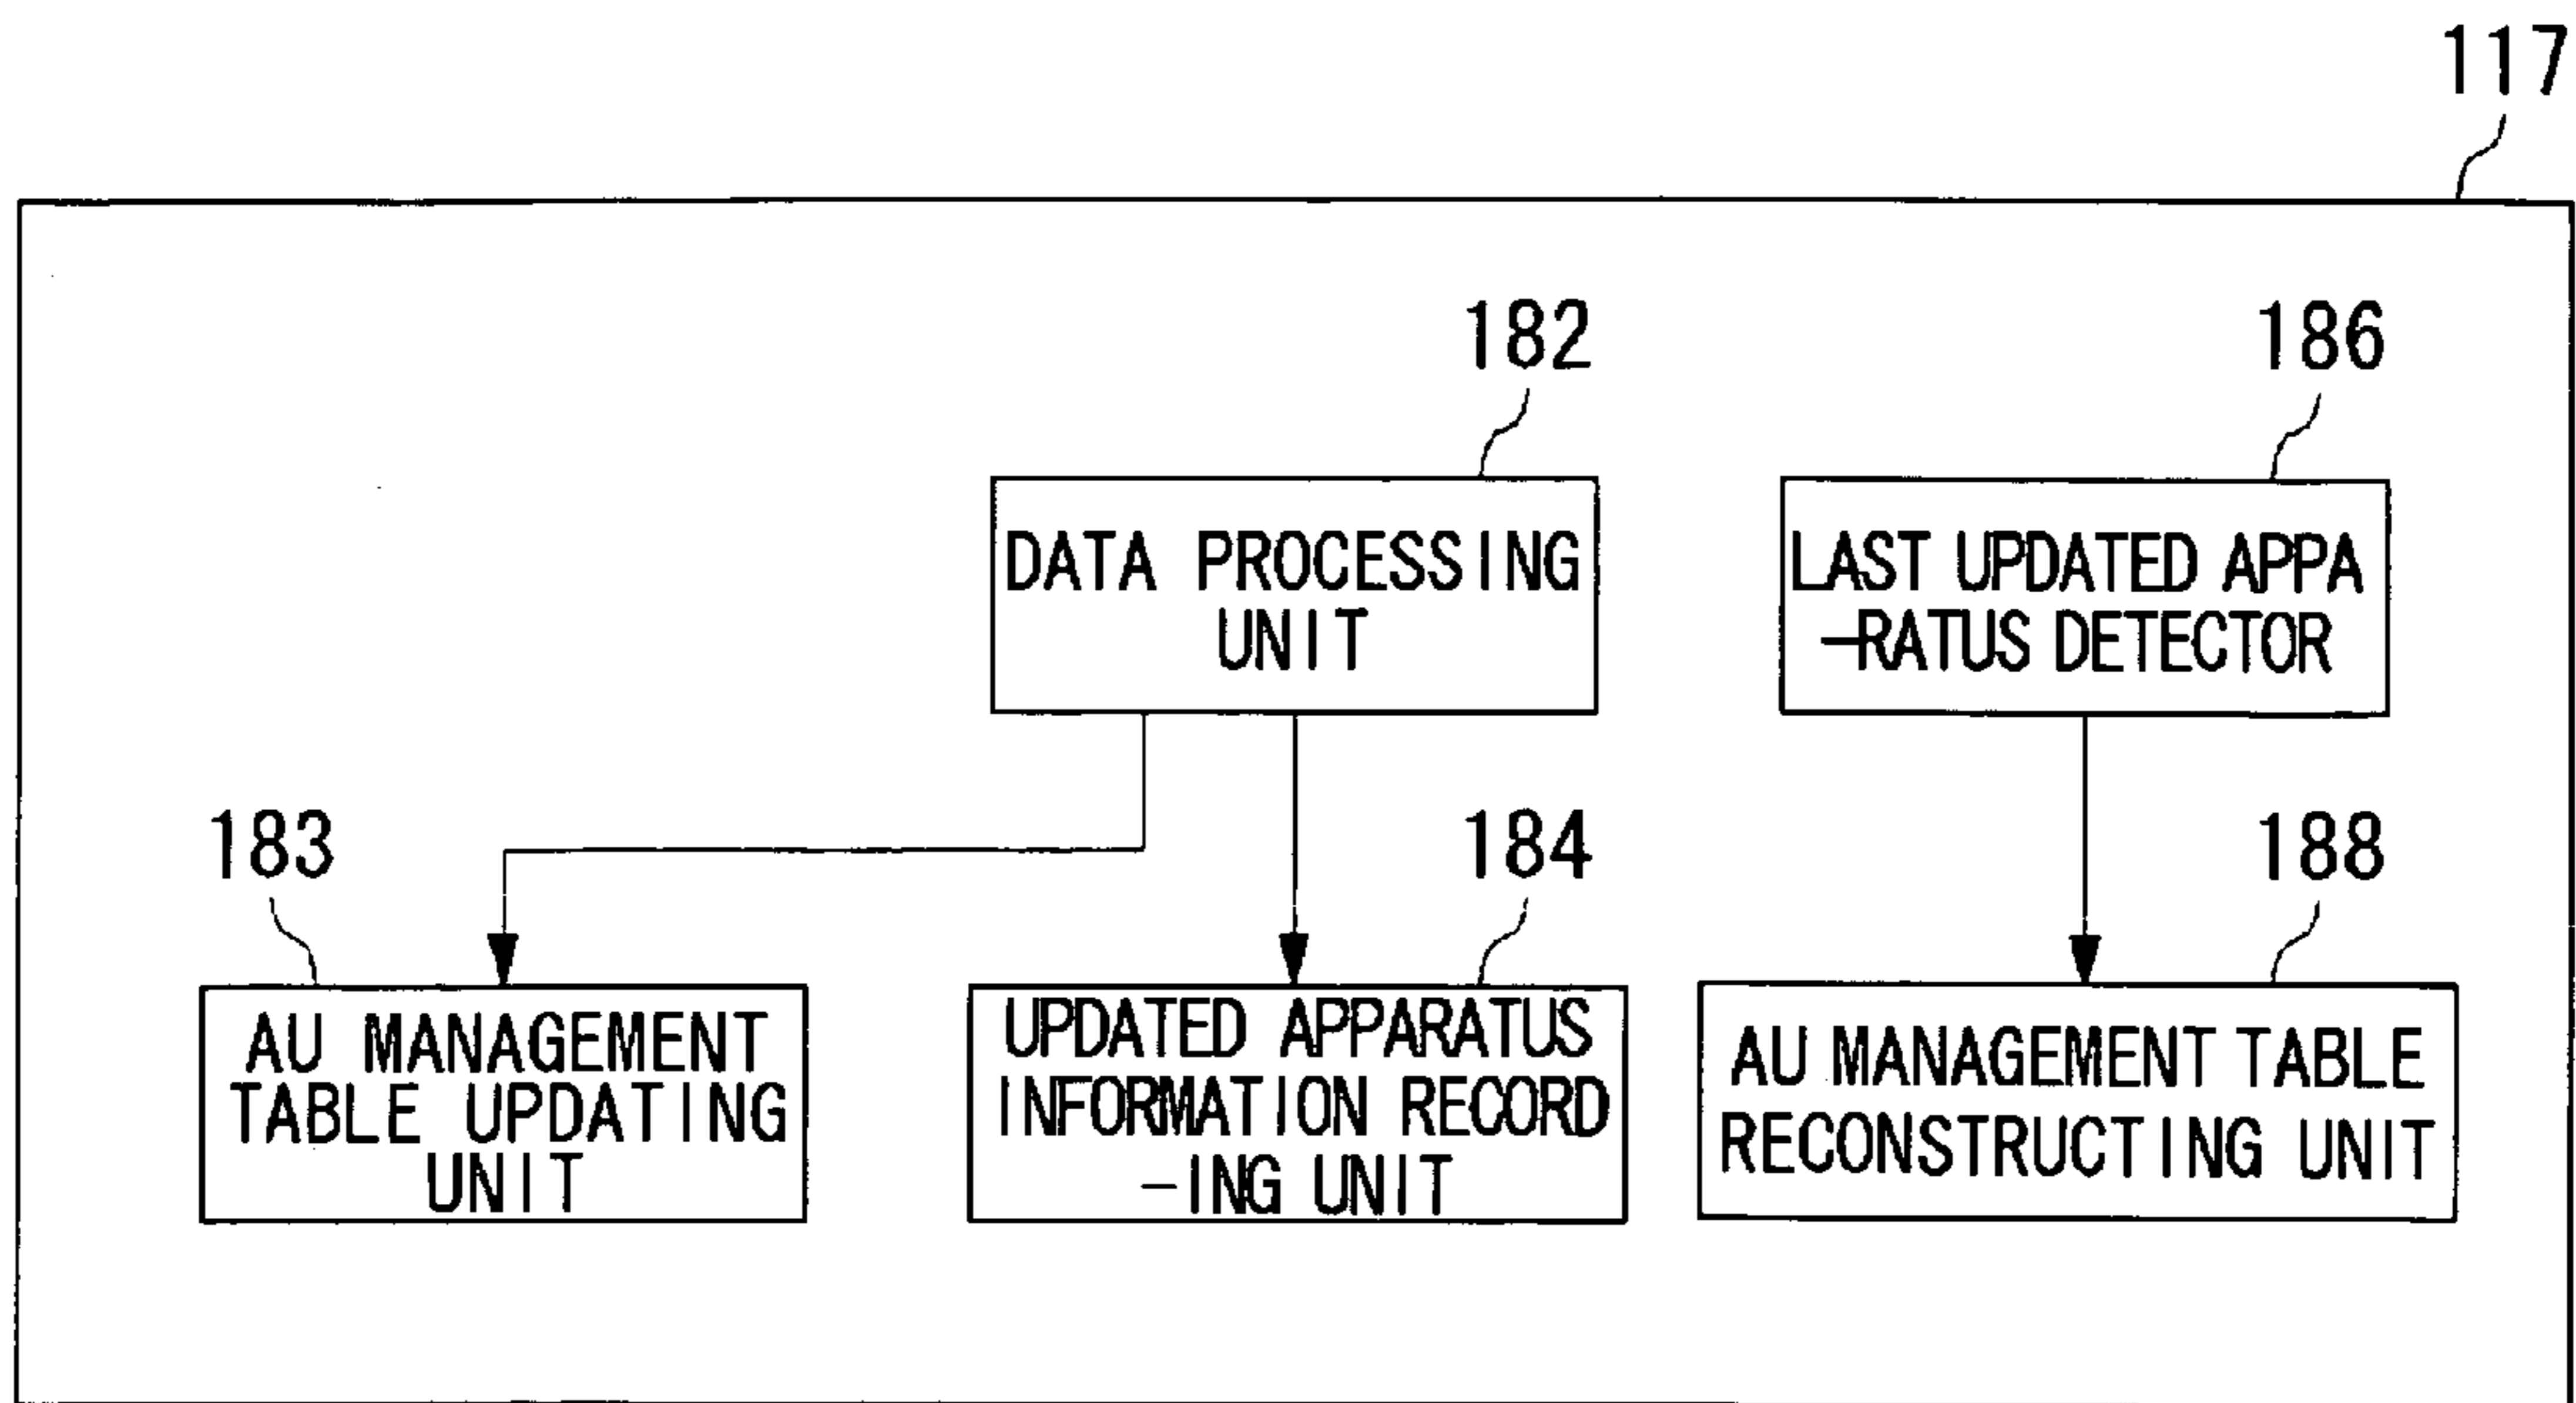 117
182
186
DATA PROCESSING
UNIT
LAST UPDATED APPA
-RATUS DETECTOR
183
184
188
AU MANAGEMENT
TABLE UPDATING
UNIT
UPDATED APPARATUS
INFORMATION RECORD
-ING UNIT
AU MANAGEMENT TABLE
RECONSTRUCTING UNIT